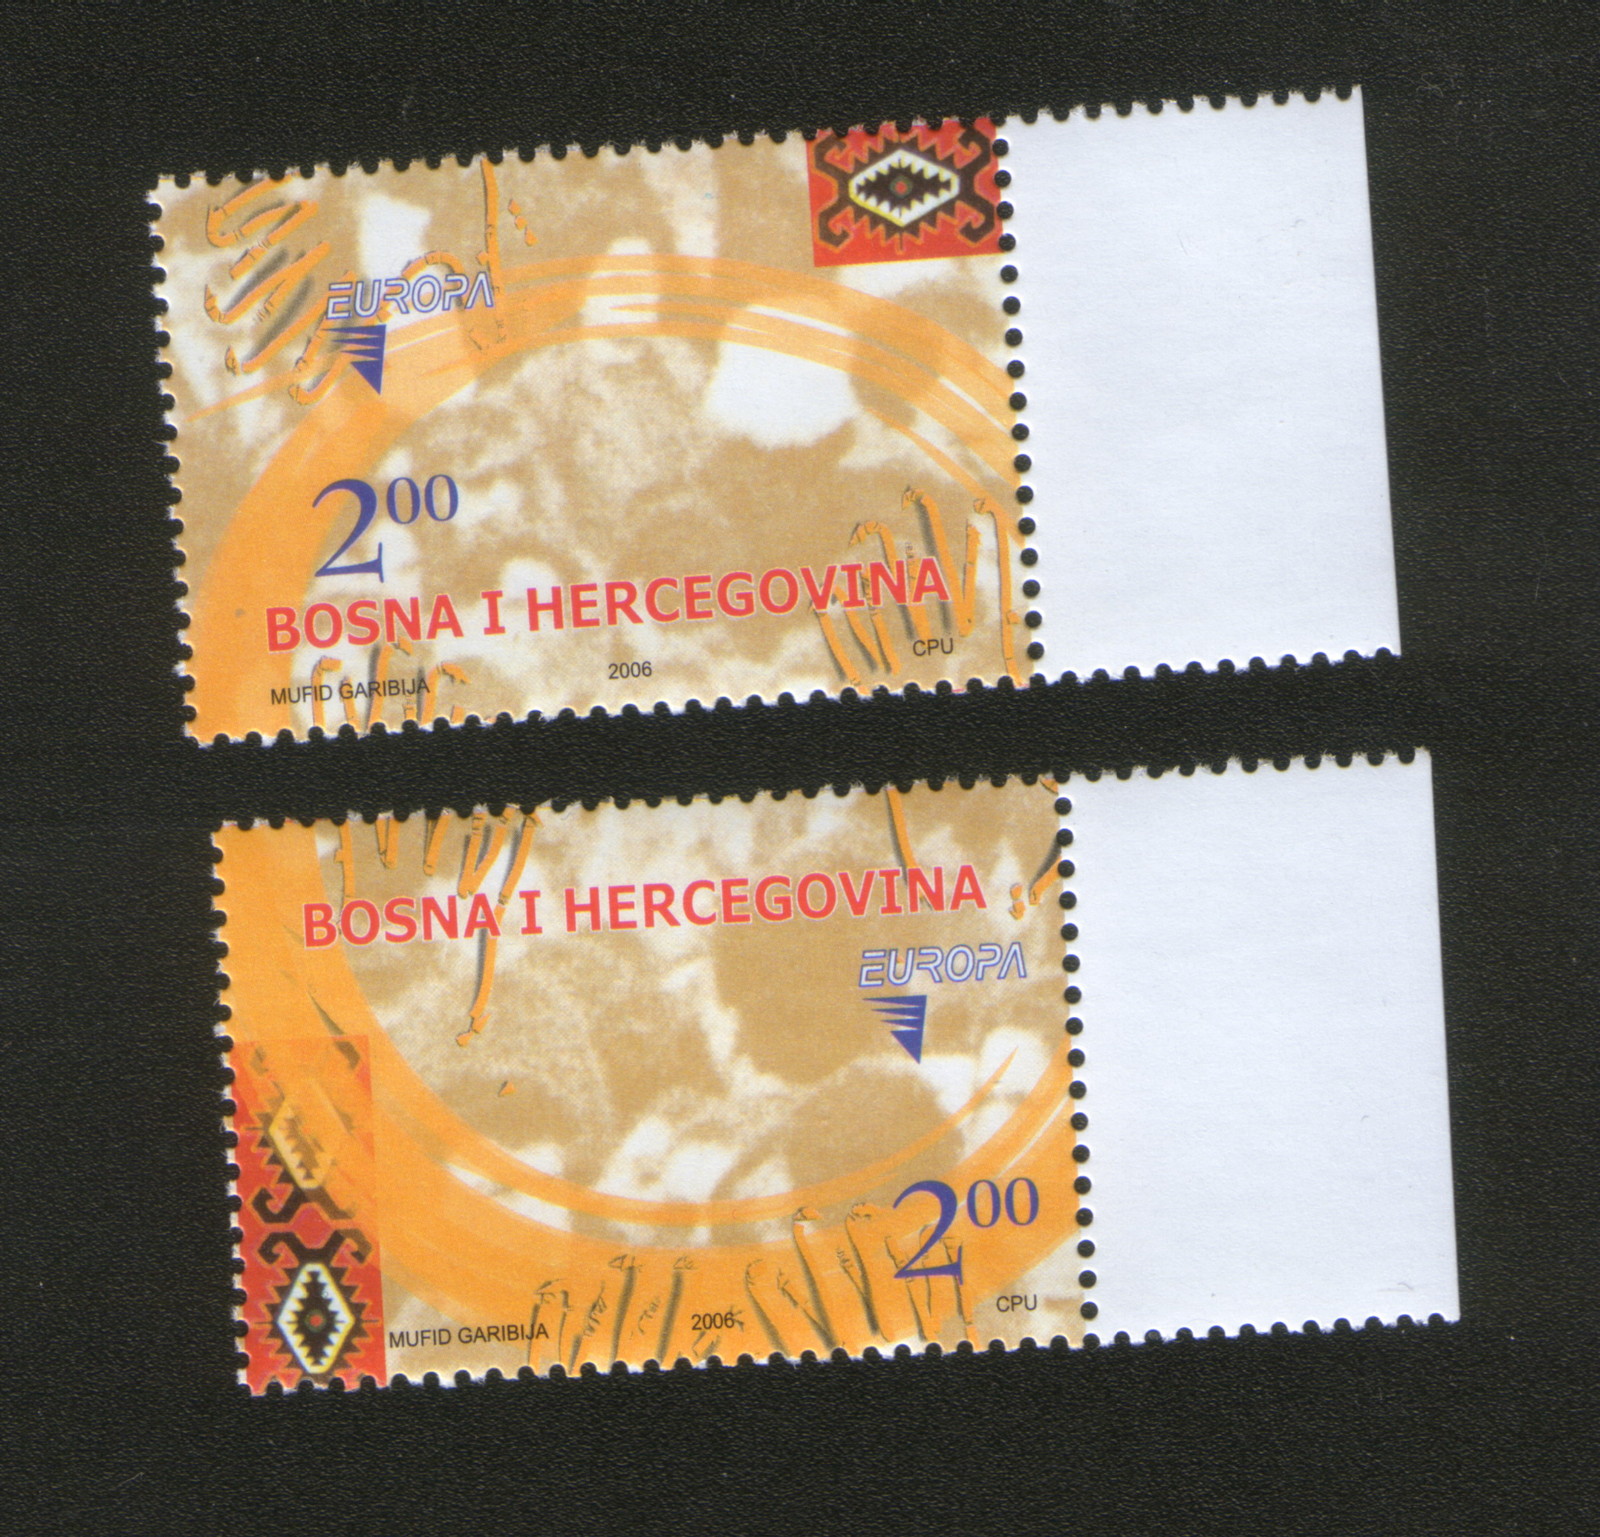 EUROPA
2 00
BOSNA I HERCEGOVINA
MUFID GARIBIJA 2006 CPU
BOSNA I HERCEGOVINA
EUROPA
2 00
MUFID GARIBIJA 2006 CPU